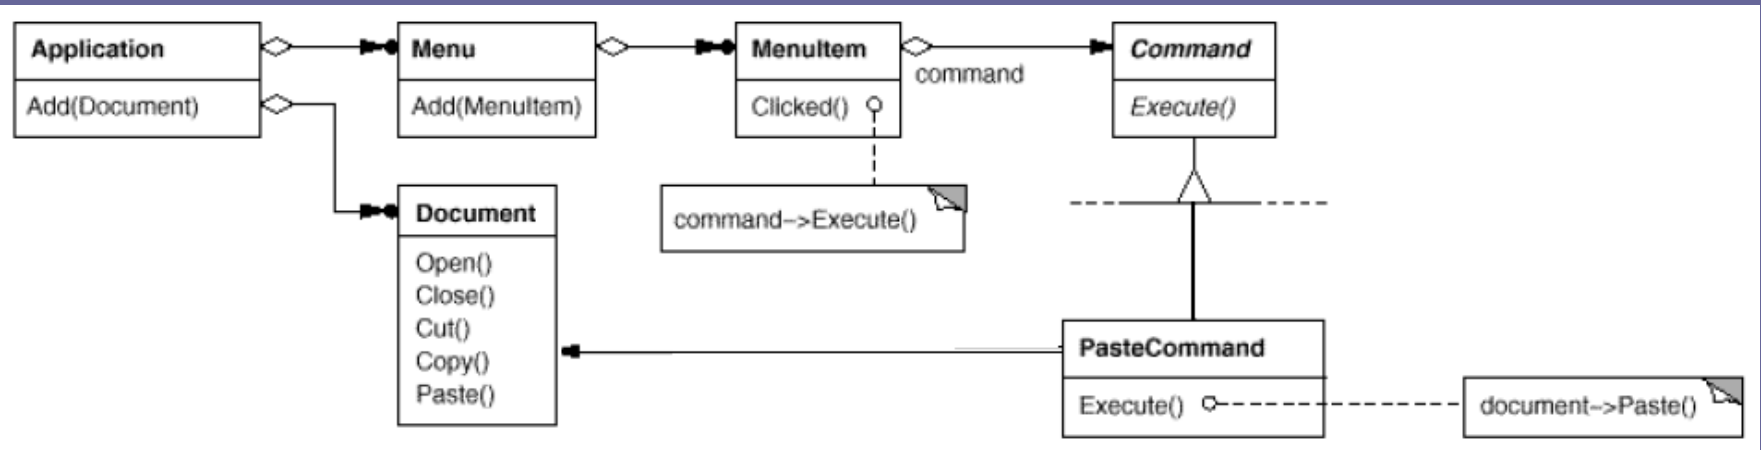 Application
Add(Document)
Menu
Add(MenuItem)
MenuItem
Clicked()
command
Command
Execute()
command–>Execute()
Document
Open()
Close()
Cut()
Copy()
Paste()
PasteCommand
Execute()
document–>Paste()